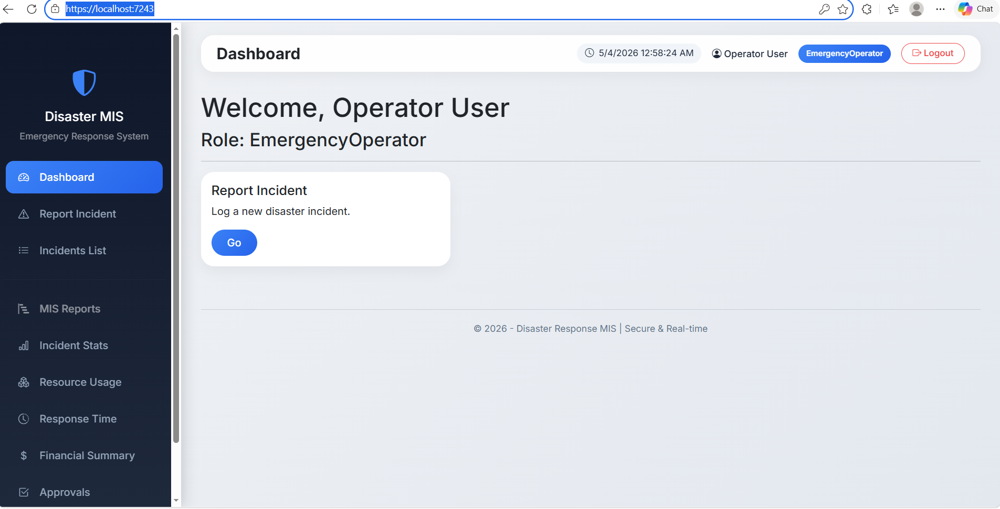 https://localhost:7243
Chat
Disaster MIS
Emergency Response System
Dashboard
Report Incident
Incidents List
MIS Reports
Incident Stats
Resource Usage
Response Time
$ Financial Summary
Approvals
Dashboard
5/4/2026 12:58:24 AM
Operator User
EmergencyOperator
Logout
Welcome, Operator User
Role: EmergencyOperator
Report Incident
Log a new disaster incident.
Go
© 2026 - Disaster Response MIS | Secure & Real-time